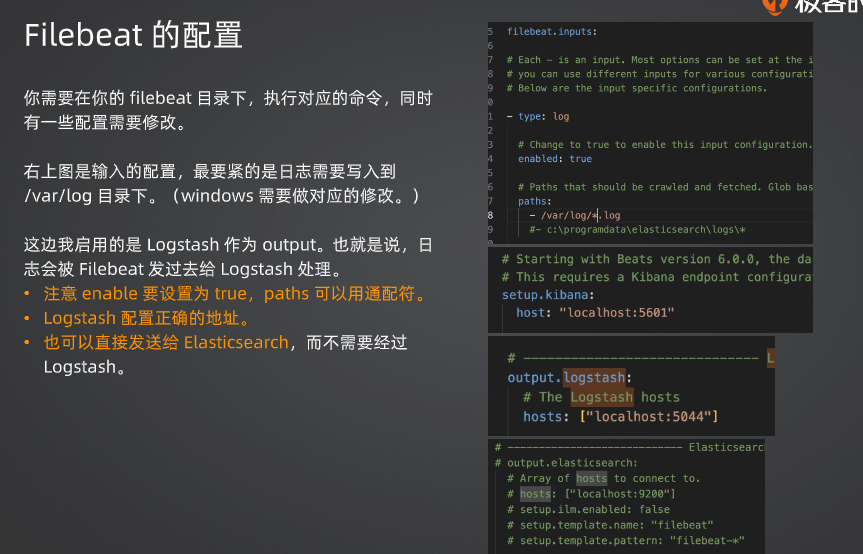 极客时
Filebeat 的配置
你需要在你的 filebeat 目录下，执行对应的命令，同时
有一些配置需要修改。
右上图是输入的配置，最要紧的是日志需要写入到
/var/log 目录下。（windows 需要做对应的修改。）
这边我启用的是 Logstash 作为 output。也就是说，日
志会被 Filebeat 发过去给 Logstash 处理。
• 注意 enable 要设置为 true，paths 可以用通配符。
• Logstash 配置正确的地址。
• 也可以直接发送给 Elasticsearch，而不需要经过
Logstash。
5 filebeat.inputs:
6
7 # Each - is an input. Most options can be set at the i
8 # you can use different inputs for various configurati
9 # Below are the input specific configurations.
0
1 - type: log
2
3 # Change to true to enable this input configuration.
4 enabled: true
5
6 # Paths that should be crawled and fetched. Glob bas
7 paths:
8 - /var/log/*.log
9 #- c:\programdata\elasticsearch\logs\*
0
# Starting with Beats version 6.0.0, the da
# This requires a Kibana endpoint configura
setup.kibana:
host: "localhost:5601"
# ------------------------------ L
output.logstash:
# The Logstash hosts
hosts: ["localhost:5044"]
# ---------------------------- Elasticsearc
# output.elasticsearch:
# Array of hosts to connect to.
# hosts: ["localhost:9200"]
# setup.ilm.enabled: false
# setup.template.name: "filebeat"
# setup.template.pattern: "filebeat-*"